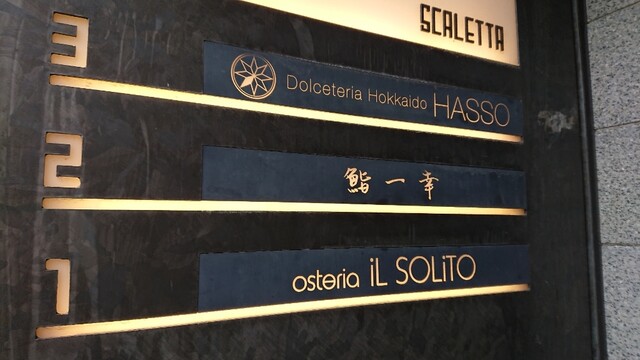 SCALETTA
3 Dolceteria Hokkaido HASSO
2 鮨 一 幸
1 osteria iL SOLiTO